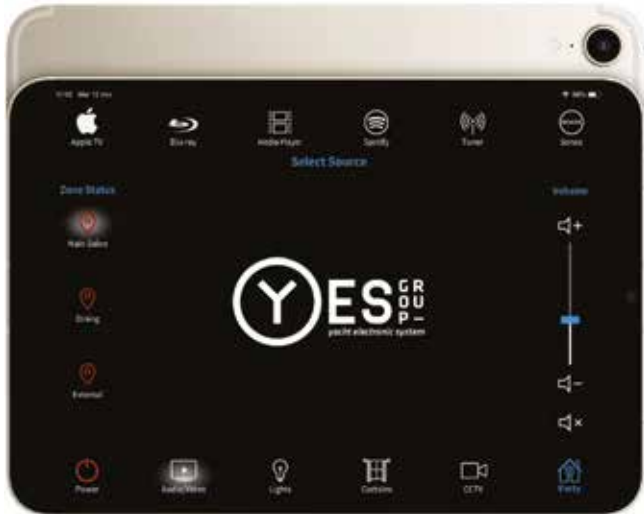 Apple TV
Blu-ray
Media Player
Spotify
Tuner
Sonos
Select Source
Zone Status
Volume
Main Salon
Dining
External
YES GROUP
yacht electronic system
Power
Audio/Video
Lights
Curtains
CCTV